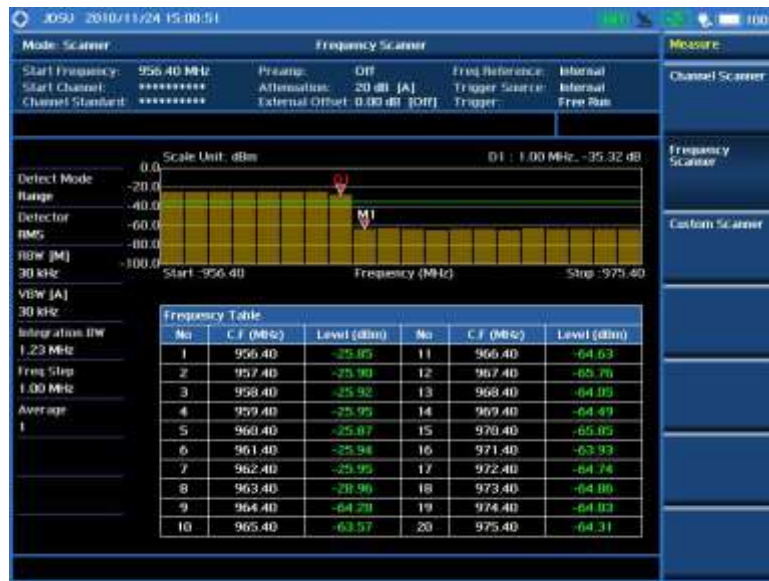 JDSU 2010/11/24 15:00:51
100
Mode: Scanner
Frequency Scanner
Measure
Start Frequency: 956.40 MHz
Preamp: Off
Freq Reference: Internal
Start Channel: **********
Attenuation: 20 dB [A]
Trigger Source: Internal
Channel Standard: **********
External Offset: 0.00 dB [Off]
Trigger: Free Run
Channel Scanner
Frequency Scanner
Custom Scanner
Scale Unit: dBm
D1 : 1.00 MHz, -35.32 dB
0.0
-20.0
-40.0
-60.0
-80.0
-100.0
D1
M1
Start :956.40
Frequency (MHz)
Stop :975.40
Detect Mode
Range
Detector
RMS
RBW [M]
30 kHz
VBW [A]
30 kHz
Integration BW
1.23 MHz
Freq Step
1.00 MHz
Average
1
Frequency Table
No C.F (MHz) Level (dBm) No C.F (MHz) Level (dBm)
1 956.40 -25.85 11 966.40 -64.63
2 957.40 -25.90 12 967.40 -65.76
3 958.40 -25.92 13 968.40 -64.05
4 959.40 -25.95 14 969.40 -64.49
5 960.40 -25.87 15 970.40 -65.85
6 961.40 -25.94 16 971.40 -63.93
7 962.40 -25.95 17 972.40 -64.74
8 963.40 -28.96 18 973.40 -64.86
9 964.40 -64.28 19 974.40 -64.83
10 965.40 -63.57 20 975.40 -64.31